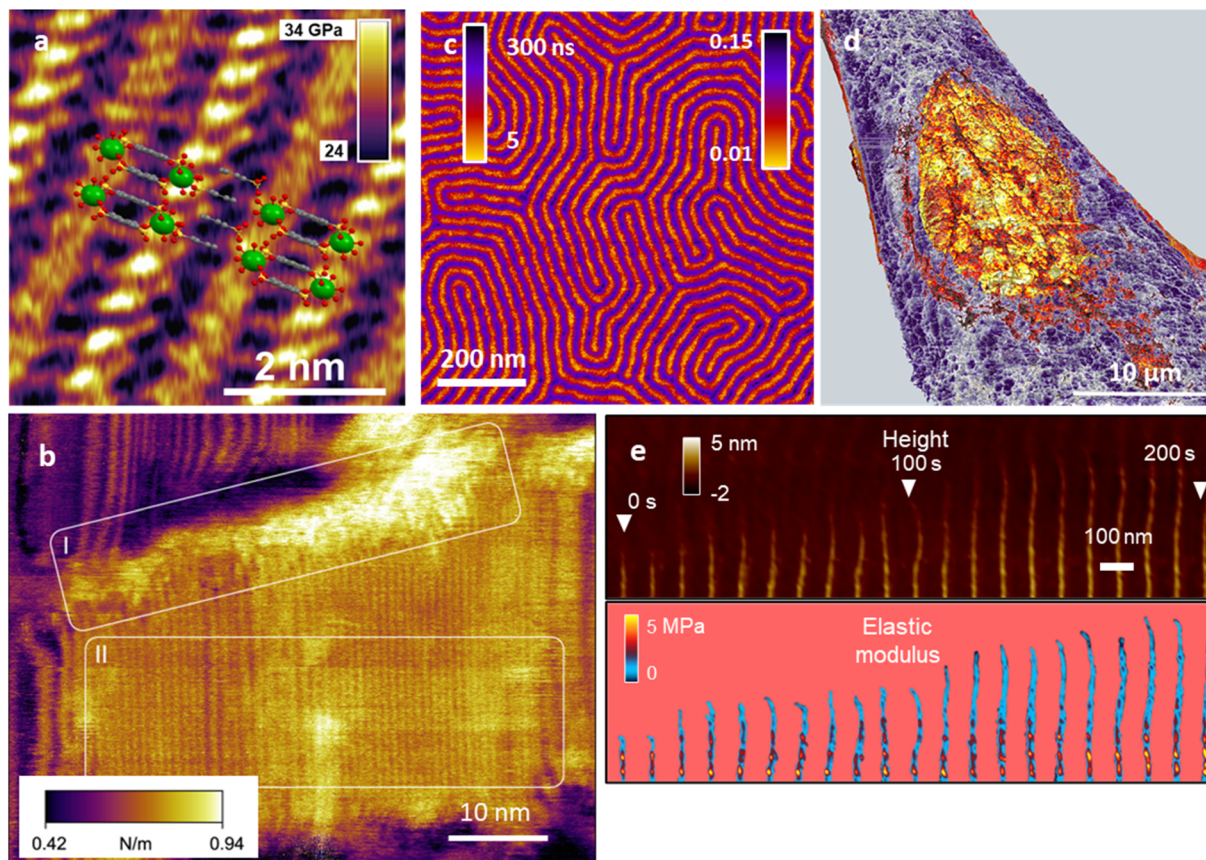 a
34 GPa
24
2 nm
c
300 ns
5
0.15
0.01
200 nm
d
10 µm
b
I
II
0.42
N/m
0.94
10 nm
e
5 nm
-2
Height
100 s
0 s
200 s
100 nm
5 MPa
0
Elastic
modulus